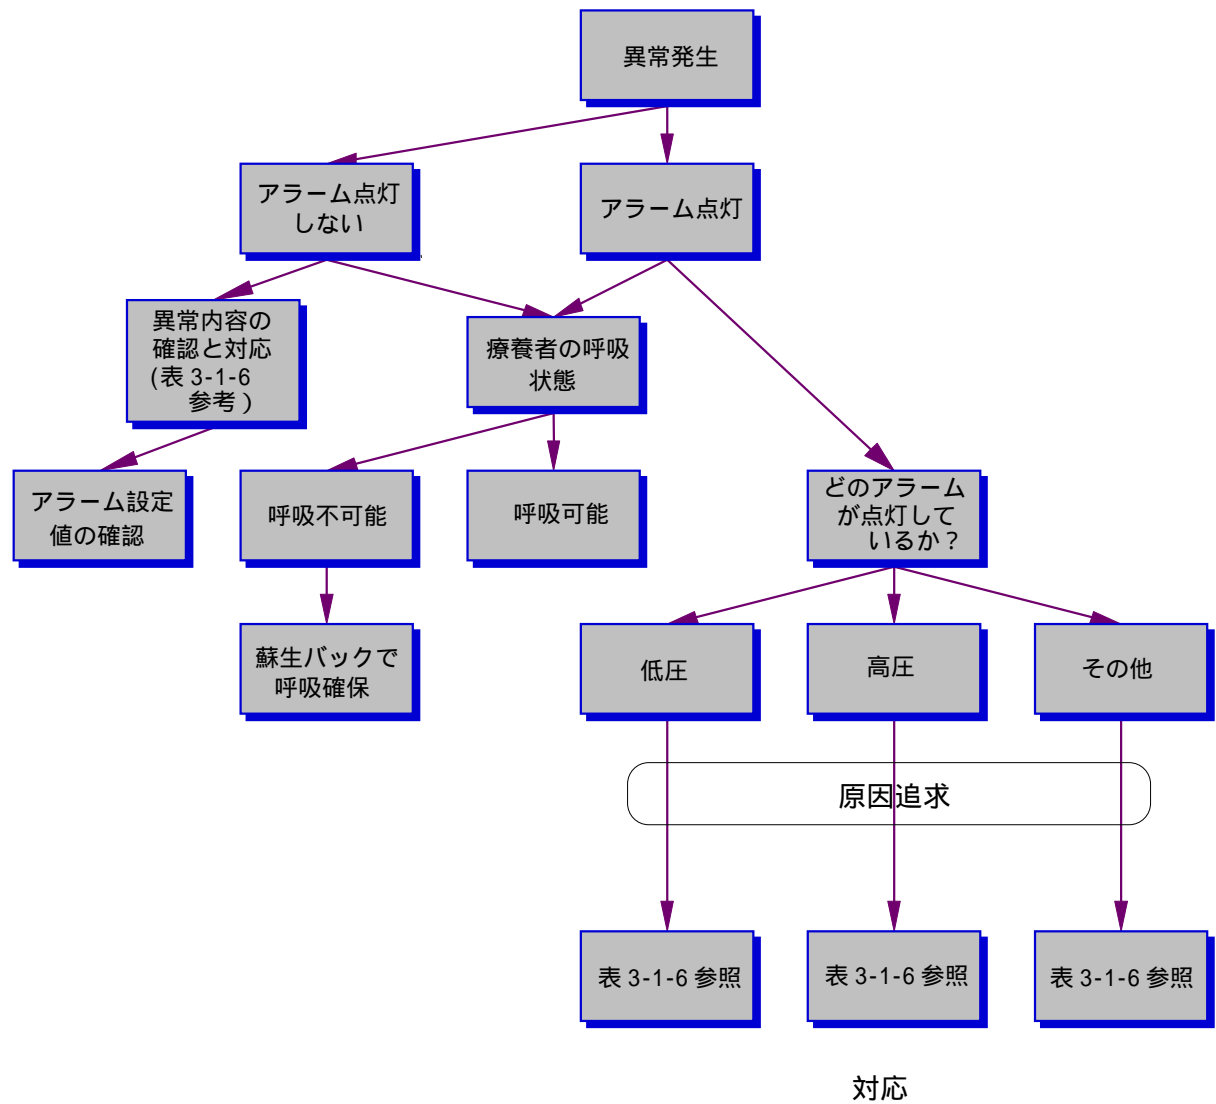 異常発生
アラーム点灯
しない
アラーム点灯
異常内容の
確認と対応
(表 3-1-6
参考 )
療養者の呼吸
状態
アラーム設定
値の確認
呼吸不可能
呼吸可能
どのアラーム
が点灯して
いるか？
蘇生バックで
呼吸確保
低圧
高圧
その他
原因追求
表 3-1-6 参照
表 3-1-6 参照
表 3-1-6 参照
対応